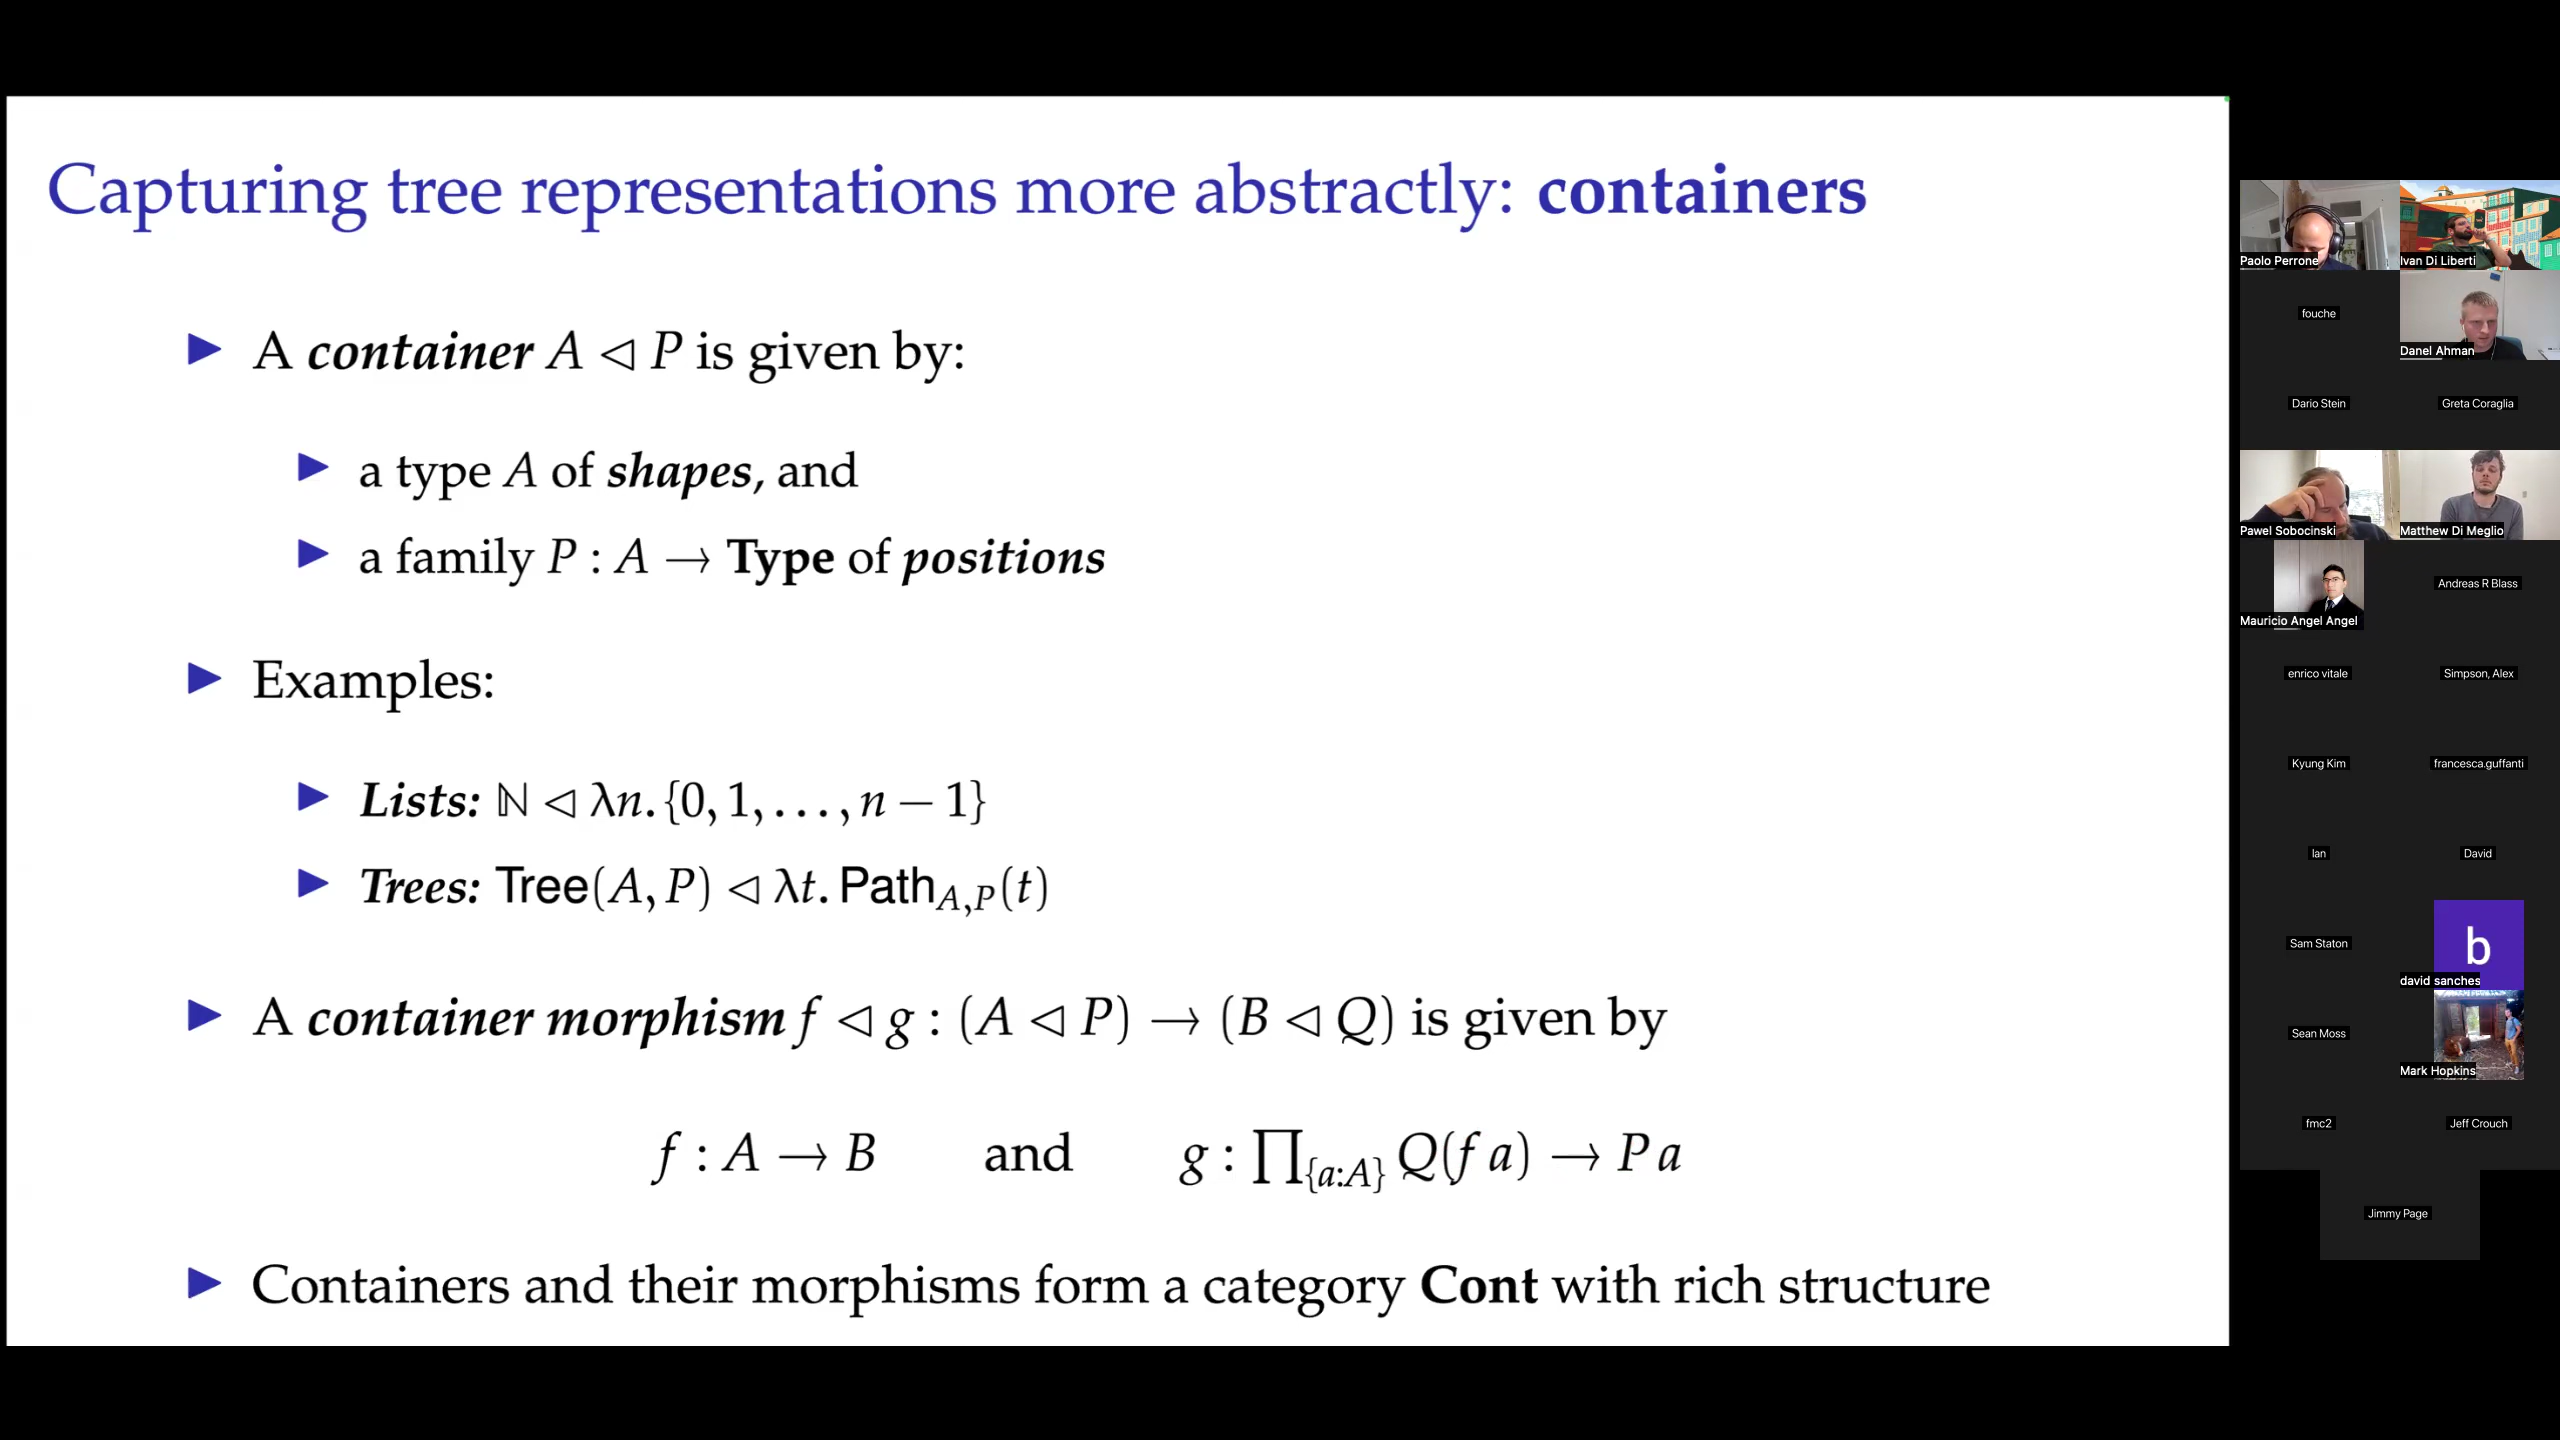 Capturing tree representations more abstractly: containers
▶ A container A ◁ P is given by:
▶ a type A of shapes, and
▶ a family P : A → Type of positions
▶ Examples:
▶ Lists: ℕ ◁ λn. {0, 1, . . . , n − 1}
▶ Trees: Tree(A, P) ◁ λt. Path_{A,P}(t)
▶ A container morphism f ◁ g : (A ◁ P) → (B ◁ Q) is given by
f : A → B and g : ∏_{{a:A}} Q(f a) → P a
▶ Containers and their morphisms form a category Cont with rich structure
Paolo Perrone
Ivan Di Liberti
fouche
Danel Ahman
Dario Stein
Greta Coraglia
Pawel Sobocinski
Matthew Di Meglio
Mauricio Angel Angel
Andreas R Blass
enrico vitale
Simpson, Alex
Kyung Kim
francesca.guffanti
Ian
David
Sam Staton
b
david sanches
Sean Moss
Mark Hopkins
fmc2
Jeff Crouch
Jimmy Page